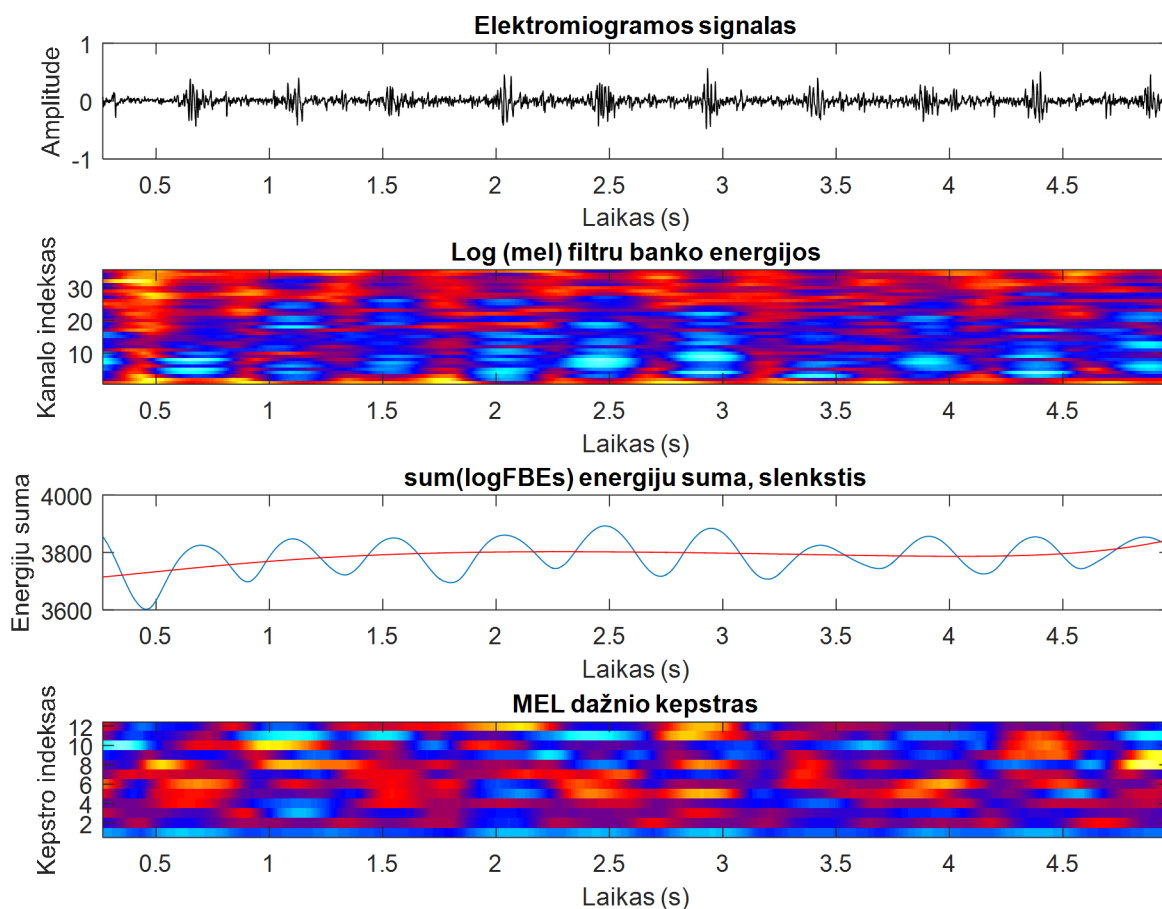 Elektromiogramos signalas
Amplitude
1
0
-1
0.5 1 1.5 2 2.5 3 3.5 4 4.5
Laikas (s)
Log (mel) filtru banko energijos
Kanalo indeksas
30
20
10
0.5 1 1.5 2 2.5 3 3.5 4 4.5
Laikas (s)
sum(logFBEs) energiju suma, slenkstis
Energiju suma
4000
3800
3600
0.5 1 1.5 2 2.5 3 3.5 4 4.5
Laikas (s)
MEL dažnio kepstras
Kepstro indeksas
12
10
8
6
4
2
0.5 1 1.5 2 2.5 3 3.5 4 4.5
Laikas (s)